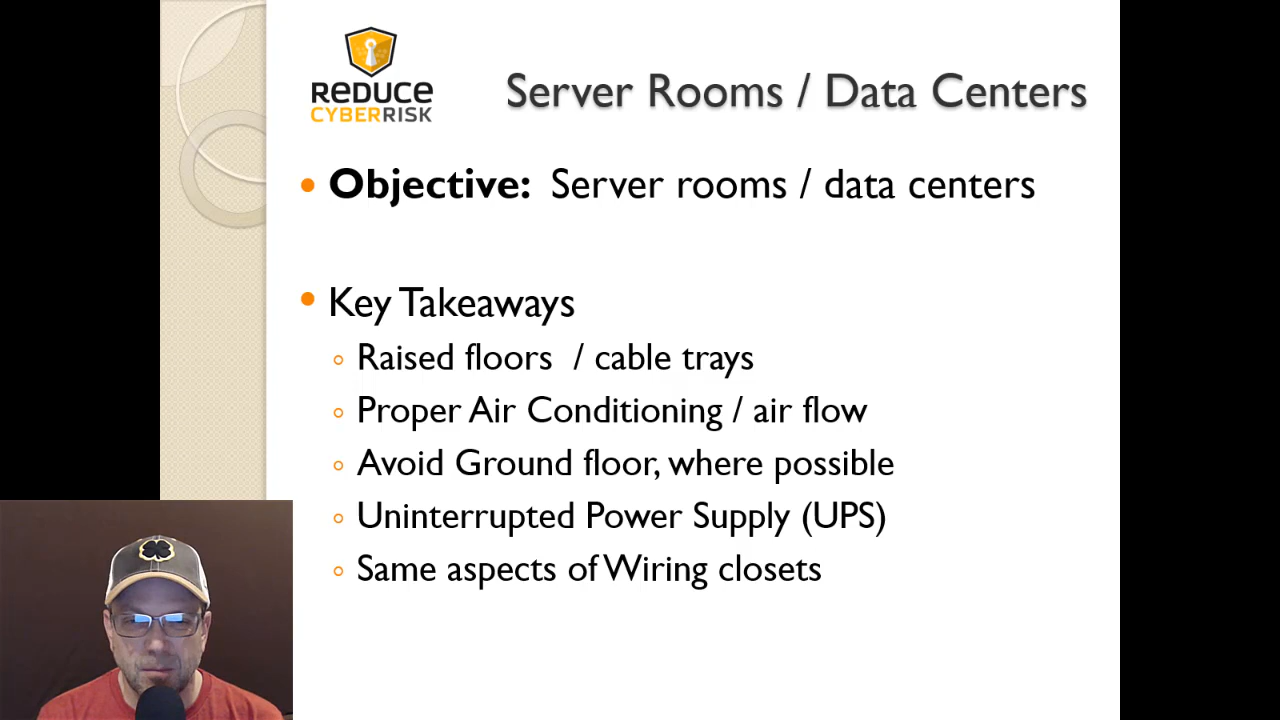 REDUCE
CYBERRISK
Server Rooms / Data Centers
Objective: Server rooms / data centers
Key Takeaways
Raised floors / cable trays
Proper Air Conditioning / air flow
Avoid Ground floor, where possible
Uninterrupted Power Supply (UPS)
Same aspects of Wiring closets